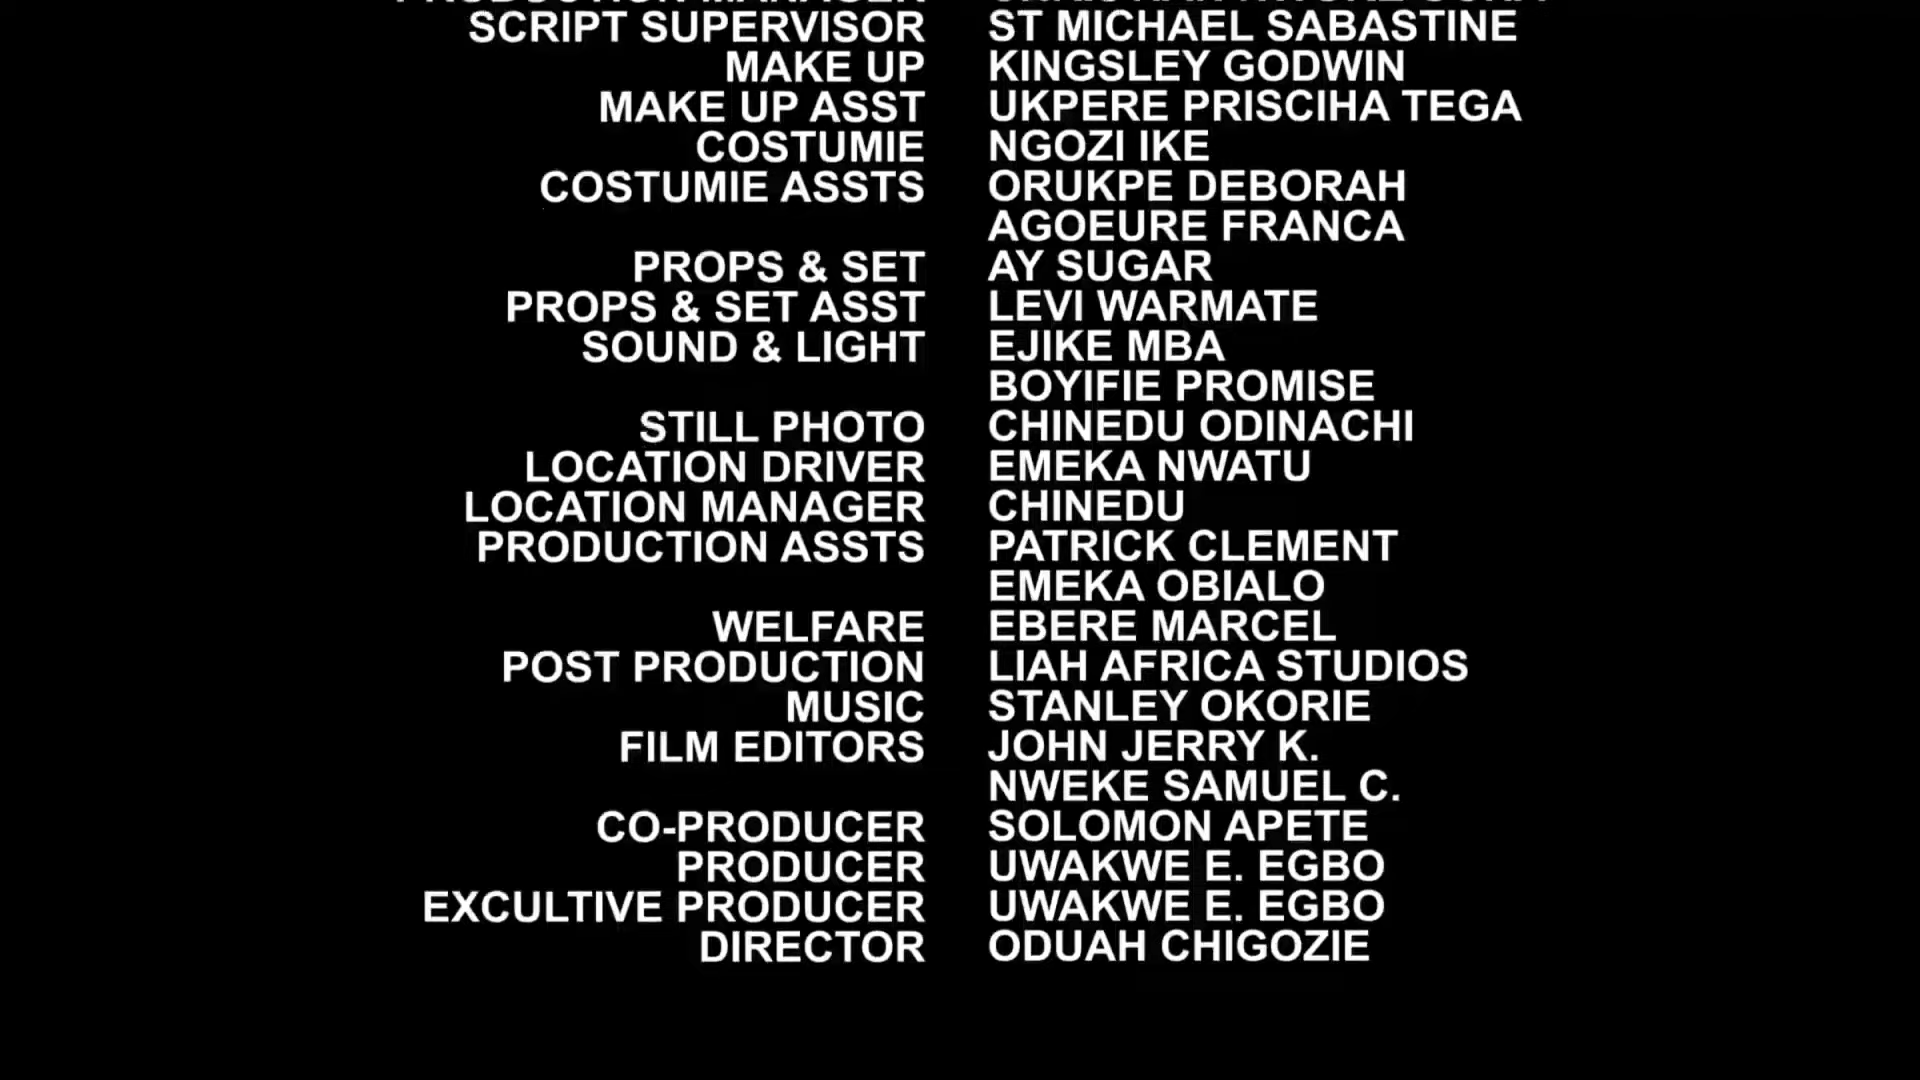 PRODUCTION MANAGER
SCRIPT SUPERVISOR ST MICHAEL SABASTINE
MAKE UP KINGSLEY GODWIN
MAKE UP ASST UKPERE PRISCIHA TEGA
COSTUMIE NGOZI IKE
COSTUMIE ASSTS ORUKPE DEBORAH
AGOEURE FRANCA
PROPS & SET AY SUGAR
PROPS & SET ASST LEVI WARMATE
SOUND & LIGHT EJIKE MBA
BOYIFIE PROMISE
STILL PHOTO CHINEDU ODINACHI
LOCATION DRIVER EMEKA NWATU
LOCATION MANAGER CHINEDU
PRODUCTION ASSTS PATRICK CLEMENT
EMEKA OBIALO
WELFARE EBERE MARCEL
POST PRODUCTION LIAH AFRICA STUDIOS
MUSIC STANLEY OKORIE
FILM EDITORS JOHN JERRY K.
NWEKE SAMUEL C.
CO-PRODUCER SOLOMON APETE
PRODUCER UWAKWE E. EGBO
EXCULTIVE PRODUCER UWAKWE E. EGBO
DIRECTOR ODUAH CHIGOZIE